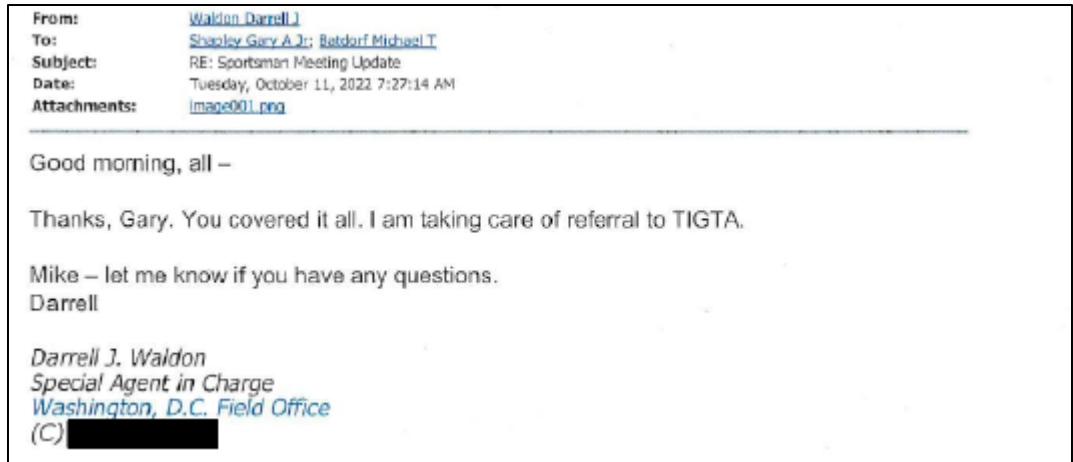 From: Waldon Darrell J
To: Shapley Gary A Jr; Batdorf Michael T
Subject: RE: Sportsman Meeting Update
Date: Tuesday, October 11, 2022 7:27:14 AM
Attachments: image001.png
Good morning, all –
Thanks, Gary. You covered it all. I am taking care of referral to TIGTA.
Mike – let me know if you have any questions.
Darrell
Darrell J. Waldon
Special Agent in Charge
Washington, D.C. Field Office
(C)